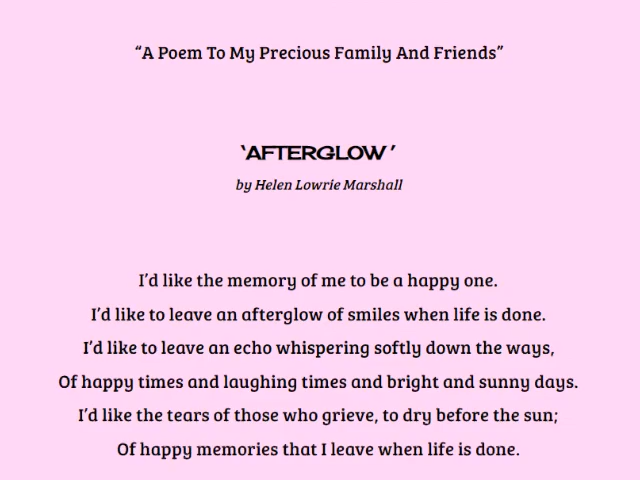 “A Poem To My Precious Family And Friends”
‘AFTERGLOW’
by Helen Lowrie Marshall
I’d like the memory of me to be a happy one.
I’d like to leave an afterglow of smiles when life is done.
I’d like to leave an echo whispering softly down the ways,
Of happy times and laughing times and bright and sunny days.
I’d like the tears of those who grieve, to dry before the sun;
Of happy memories that I leave when life is done.